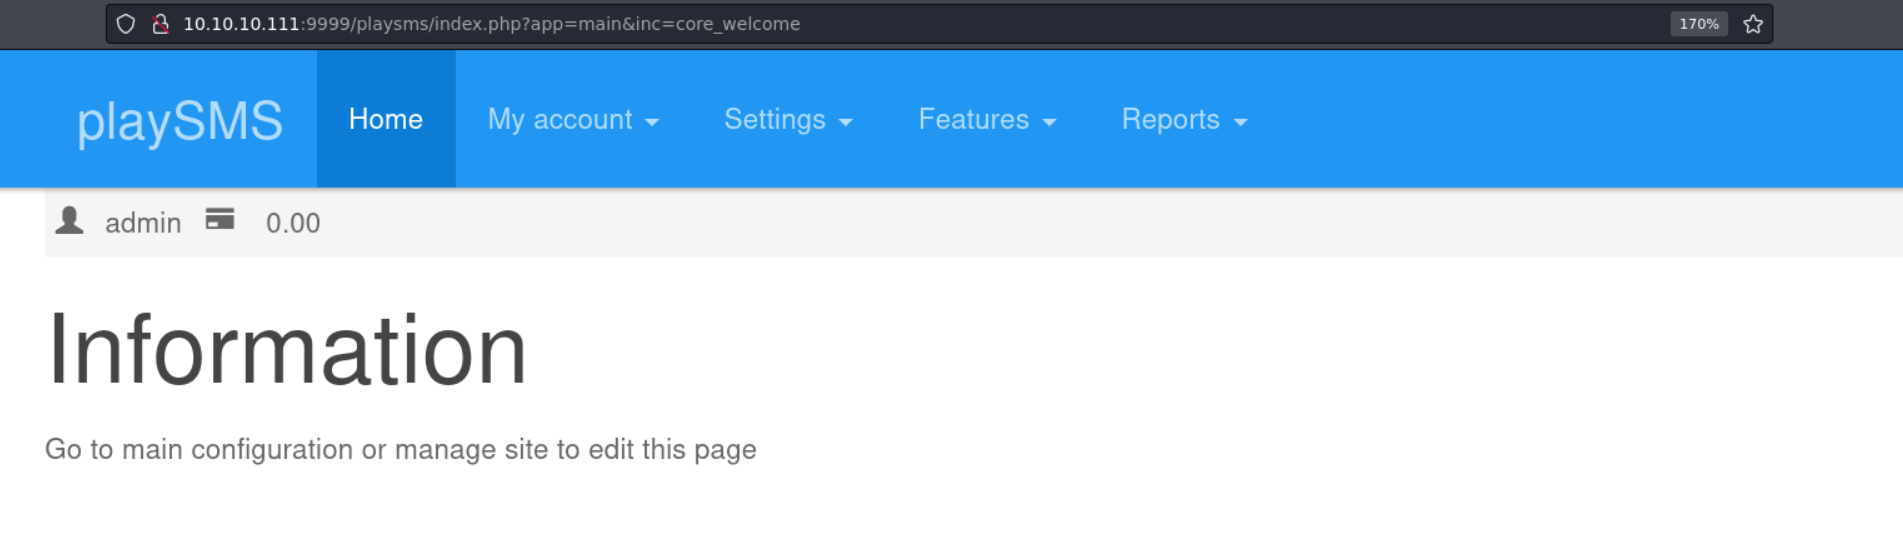 10.10.10.111:9999/playsms/index.php?app=main&inc=core_welcome 170%
playSMS Home My account Settings Features Reports
admin 0.00
Information
Go to main configuration or manage site to edit this page